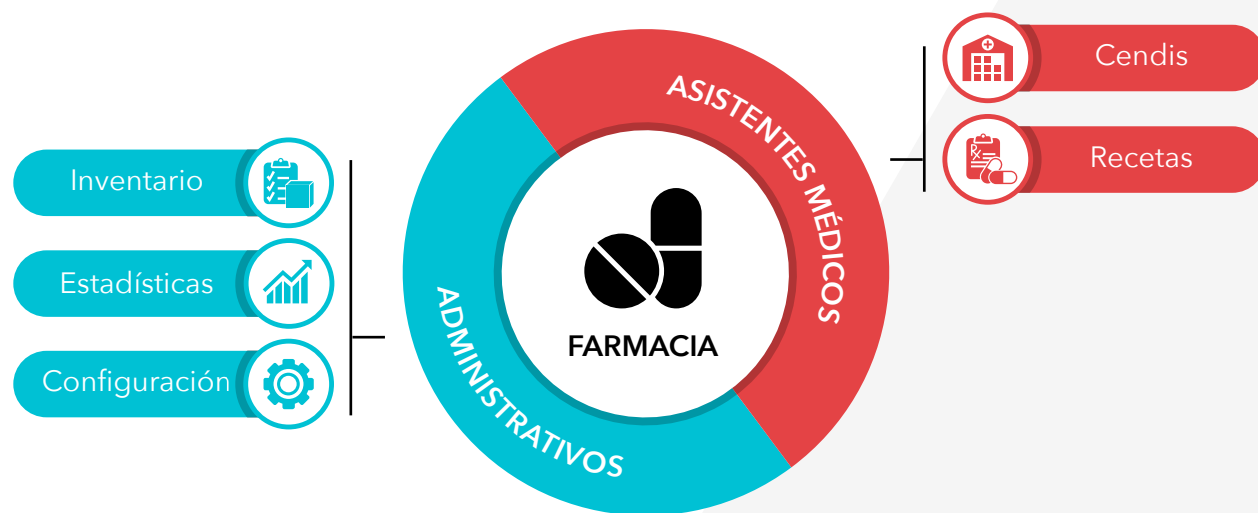 Inventario
Estadísticas
Configuración
ADMINISTRATIVOS
FARMACIA
ASISTENTES MÉDICOS
Cendis
Recetas